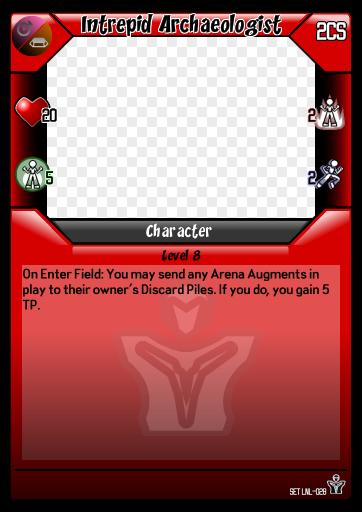 Intrepid Archaeologist
2CS
20
2
5
2
Character
Level 8
On Enter Field: You may send any Arena Augments in
play to their owner's Discard Piles. If you do, you gain 5
TP.
SET LNL-028